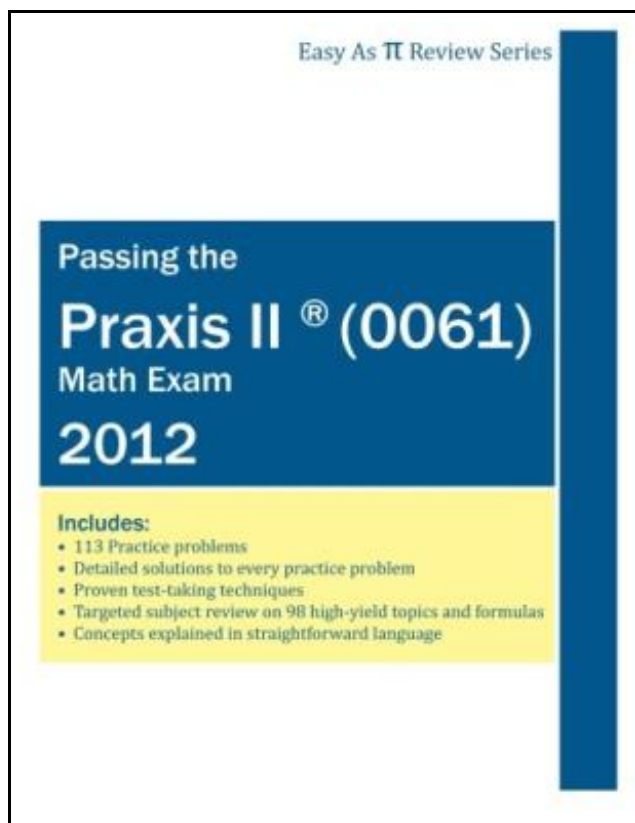 Easy As π Review Series
Passing the
Praxis II ® (0061)
Math Exam
2012
Includes:
• 113 Practice problems
• Detailed solutions to every practice problem
• Proven test-taking techniques
• Targeted subject review on 98 high-yield topics and formulas
• Concepts explained in straightforward language